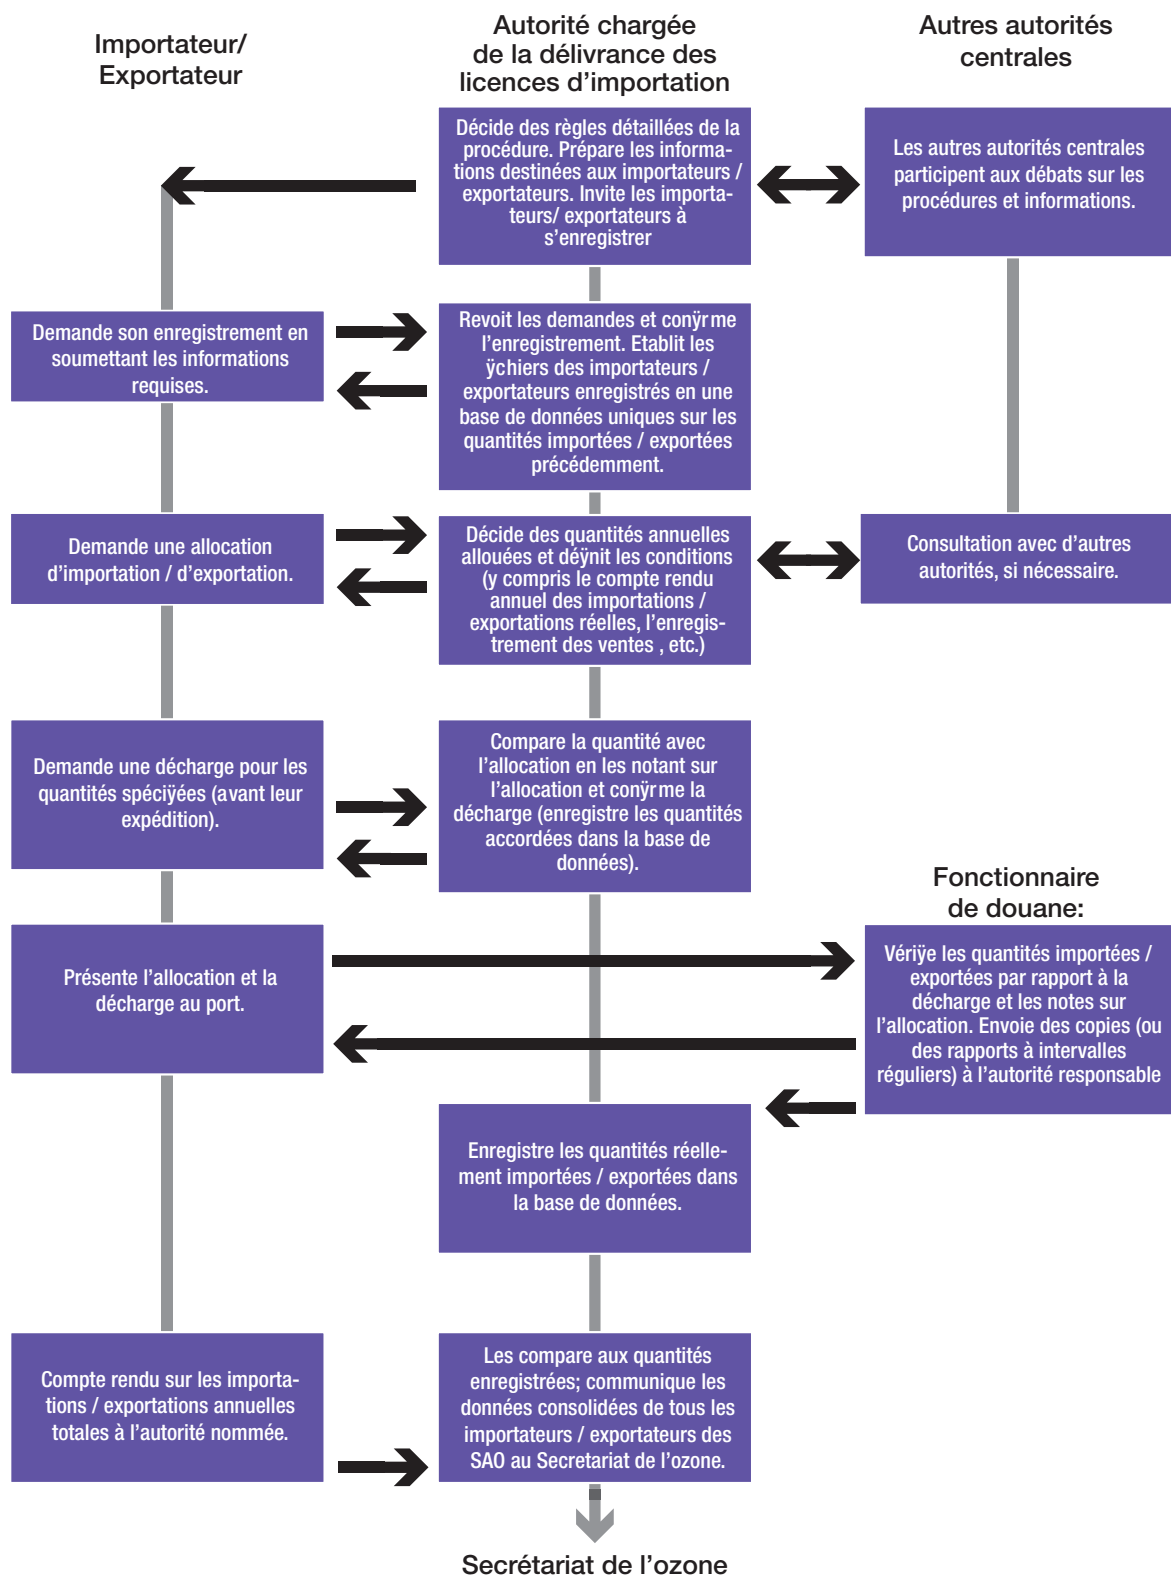 Importateur/
Exportateur
Autorité chargée
de la délivrance des
licences d'importation
Autres autorités
centrales
Décide des règles détaillées de la
procédure. Prépare les informa-
tions destinées aux importateurs /
exportateurs. Invite les importa-
teurs/ exportateurs à
s'enregistrer
Les autres autorités centrales
participent aux débats sur les
procédures et informations.
Demande son enregistrement en
soumettant les informations
requises.
Revoit les demandes et conÿrme
l'enregistrement. Etablit les
ÿchiers des importateurs /
exportateurs enregistrés en une
base de données uniques sur les
quantités importées / exportées
précédemment.
Demande une allocation
d'importation / d'exportation.
Décide des quantités annuelles
allouées et déÿnit les conditions
(y compris le compte rendu
annuel des importations /
exportations réelles, l'enregis-
trement des ventes , etc.)
Consultation avec d'autres
autorités, si nécessaire.
Demande une décharge pour les
quantités spéciÿées (avant leur
expédition).
Compare la quantité avec
l'allocation en les notant sur
l'allocation et conÿrme la
décharge (enregistre les quantités
accordées dans la base de
données).
Fonctionnaire
de douane:
Présente l'allocation et la
décharge au port.
Vériÿe les quantités importées /
exportées par rapport à la
décharge et les notes sur
l'allocation. Envoie des copies (ou
des rapports à intervalles
réguliers) à l'autorité responsable
Enregistre les quantités réelle-
ment importées / exportées dans
la base de données.
Compte rendu sur les importa-
tions / exportations annuelles
totales à l'autorité nommée.
Les compare aux quantités
enregistrées; communique les
données consolidées de tous les
importateurs / exportateurs des
SAO au Secretariat de l'ozone.
Secrétariat de l'ozone